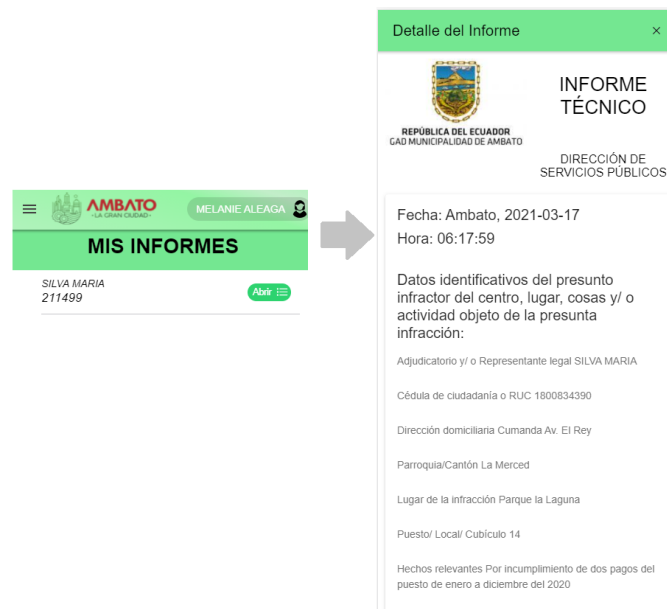 AMBATO
-LA GRAN CIUDAD-
MELANIE ALEAGA
MIS INFORMES
SILVA MARIA
211499
Abrir
Detalle del Informe
×
REPÚBLICA DEL ECUADOR
GAD MUNICIPALIDAD DE AMBATO
INFORME
TÉCNICO
DIRECCIÓN DE
SERVICIOS PÚBLICOS
Fecha: Ambato, 2021-03-17
Hora: 06:17:59
Datos identificativos del presunto
infractor del centro, lugar, cosas y/ o
actividad objeto de la presunta
infracción:
Adjudicatorio y/ o Representante legal SILVA MARIA
Cédula de ciudadanía o RUC 1800834390
Dirección domiciliaria Cumanda Av. El Rey
Parroquia/Cantón La Merced
Lugar de la infracción Parque la Laguna
Puesto/ Local/ Cubículo 14
Hechos relevantes Por incumplimiento de dos pagos del
puesto de enero a diciembre del 2020